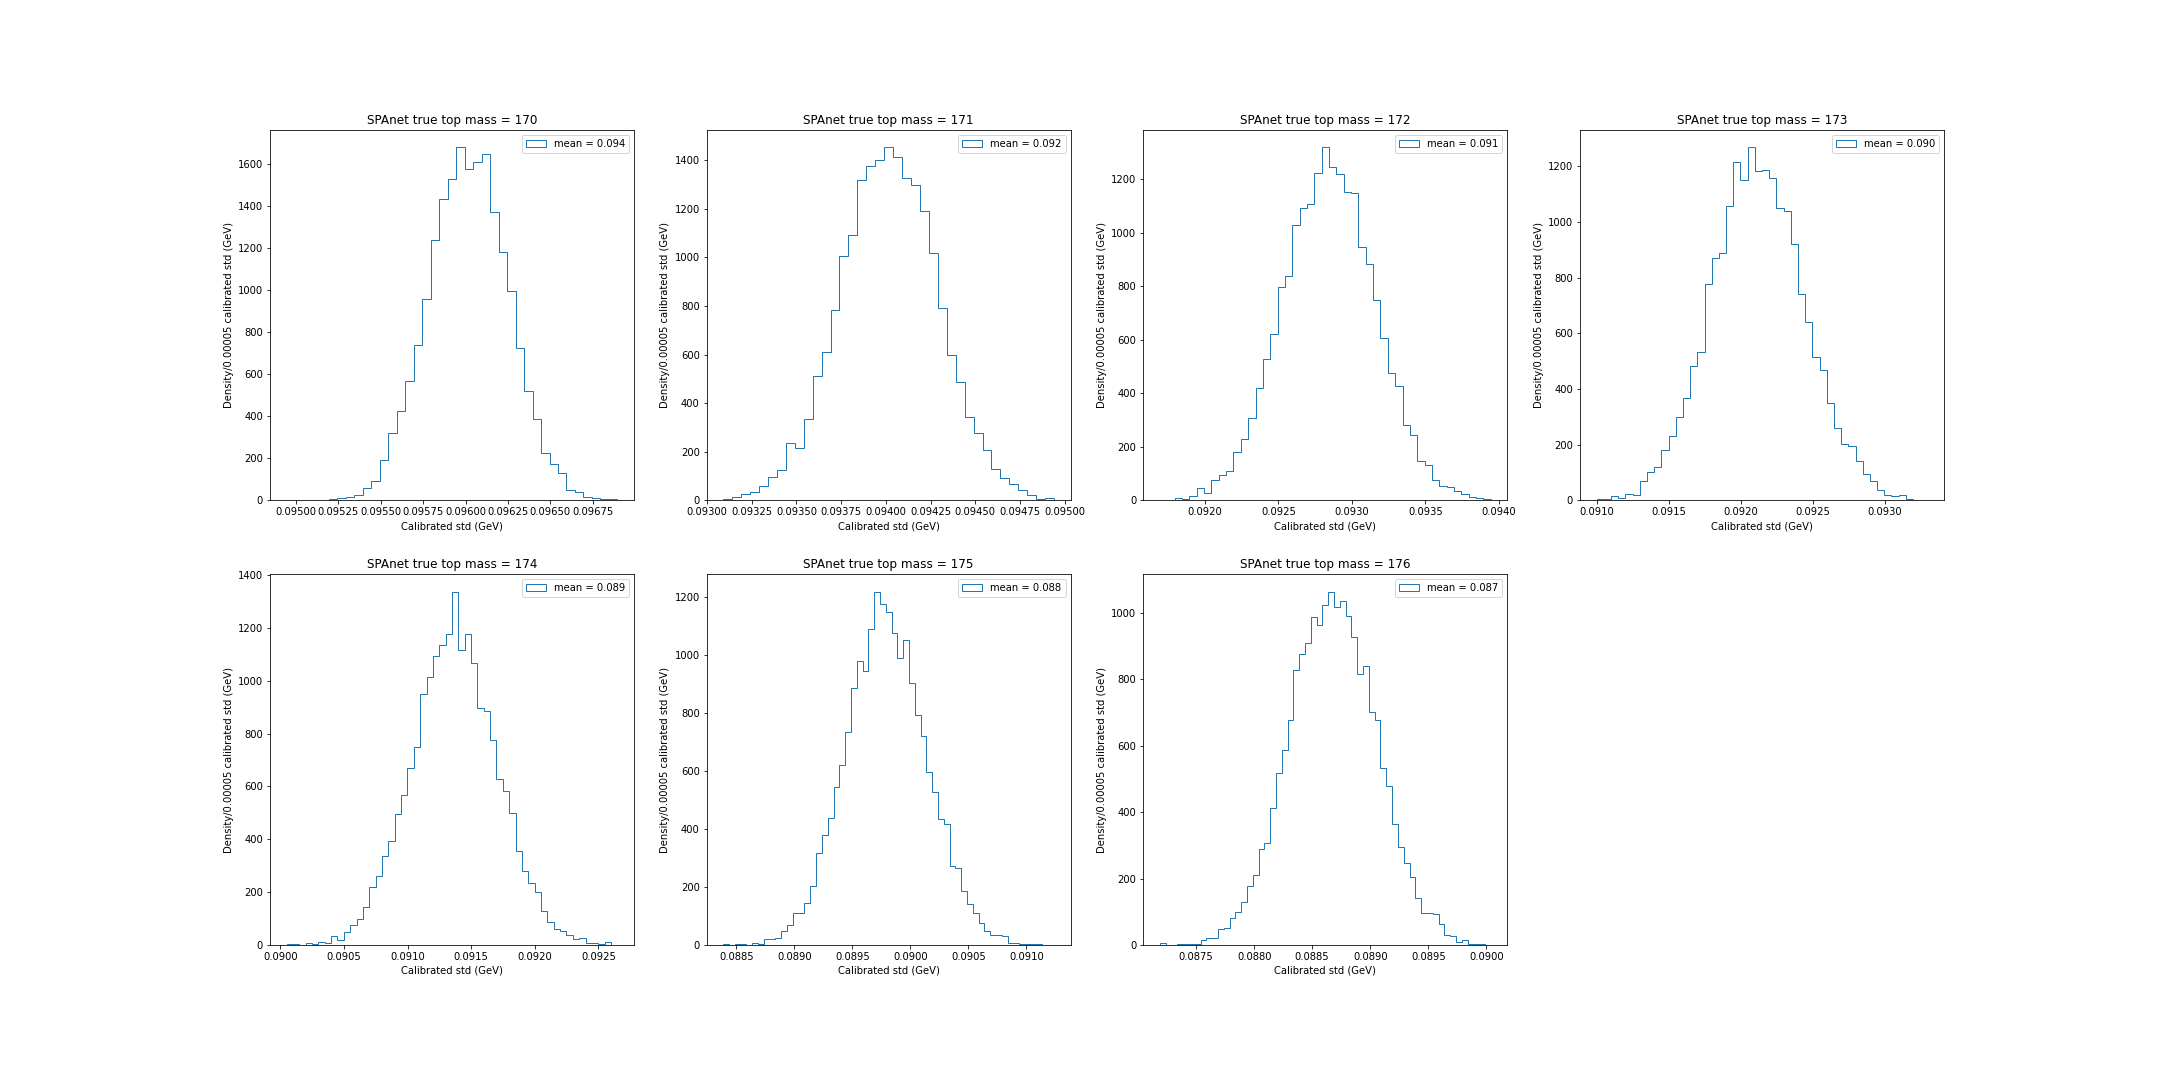 SPAnet true top mass = 170
mean = 0.094
Density/0.00005 calibrated std (GeV)
1600
1400
1200
1000
800
600
400
200
0
0.09500 0.09525 0.09550 0.09575 0.09600 0.09625 0.09650 0.09675
Calibrated std (GeV)
SPAnet true top mass = 171
mean = 0.092
Density/0.00005 calibrated std (GeV)
1400
1200
1000
800
600
400
200
0
0.09300 0.09325 0.09350 0.09375 0.09400 0.09425 0.09450 0.09475 0.09500
Calibrated std (GeV)
SPAnet true top mass = 172
mean = 0.091
Density/0.00005 calibrated std (GeV)
1200
1000
800
600
400
200
0
0.0920 0.0925 0.0930 0.0935 0.0940
Calibrated std (GeV)
SPAnet true top mass = 173
mean = 0.090
Density/0.00005 calibrated std (GeV)
1200
1000
800
600
400
200
0
0.0910 0.0915 0.0920 0.0925 0.0930
Calibrated std (GeV)
SPAnet true top mass = 174
mean = 0.089
Density/0.00005 calibrated std (GeV)
1400
1200
1000
800
600
400
200
0
0.0900 0.0905 0.0910 0.0915 0.0920 0.0925
Calibrated std (GeV)
SPAnet true top mass = 175
mean = 0.088
Density/0.00005 calibrated std (GeV)
1200
1000
800
600
400
200
0
0.0885 0.0890 0.0895 0.0900 0.0905 0.0910
Calibrated std (GeV)
SPAnet true top mass = 176
mean = 0.087
Density/0.00005 calibrated std (GeV)
1000
800
600
400
200
0
0.0875 0.0880 0.0885 0.0890 0.0895 0.0900
Calibrated std (GeV)